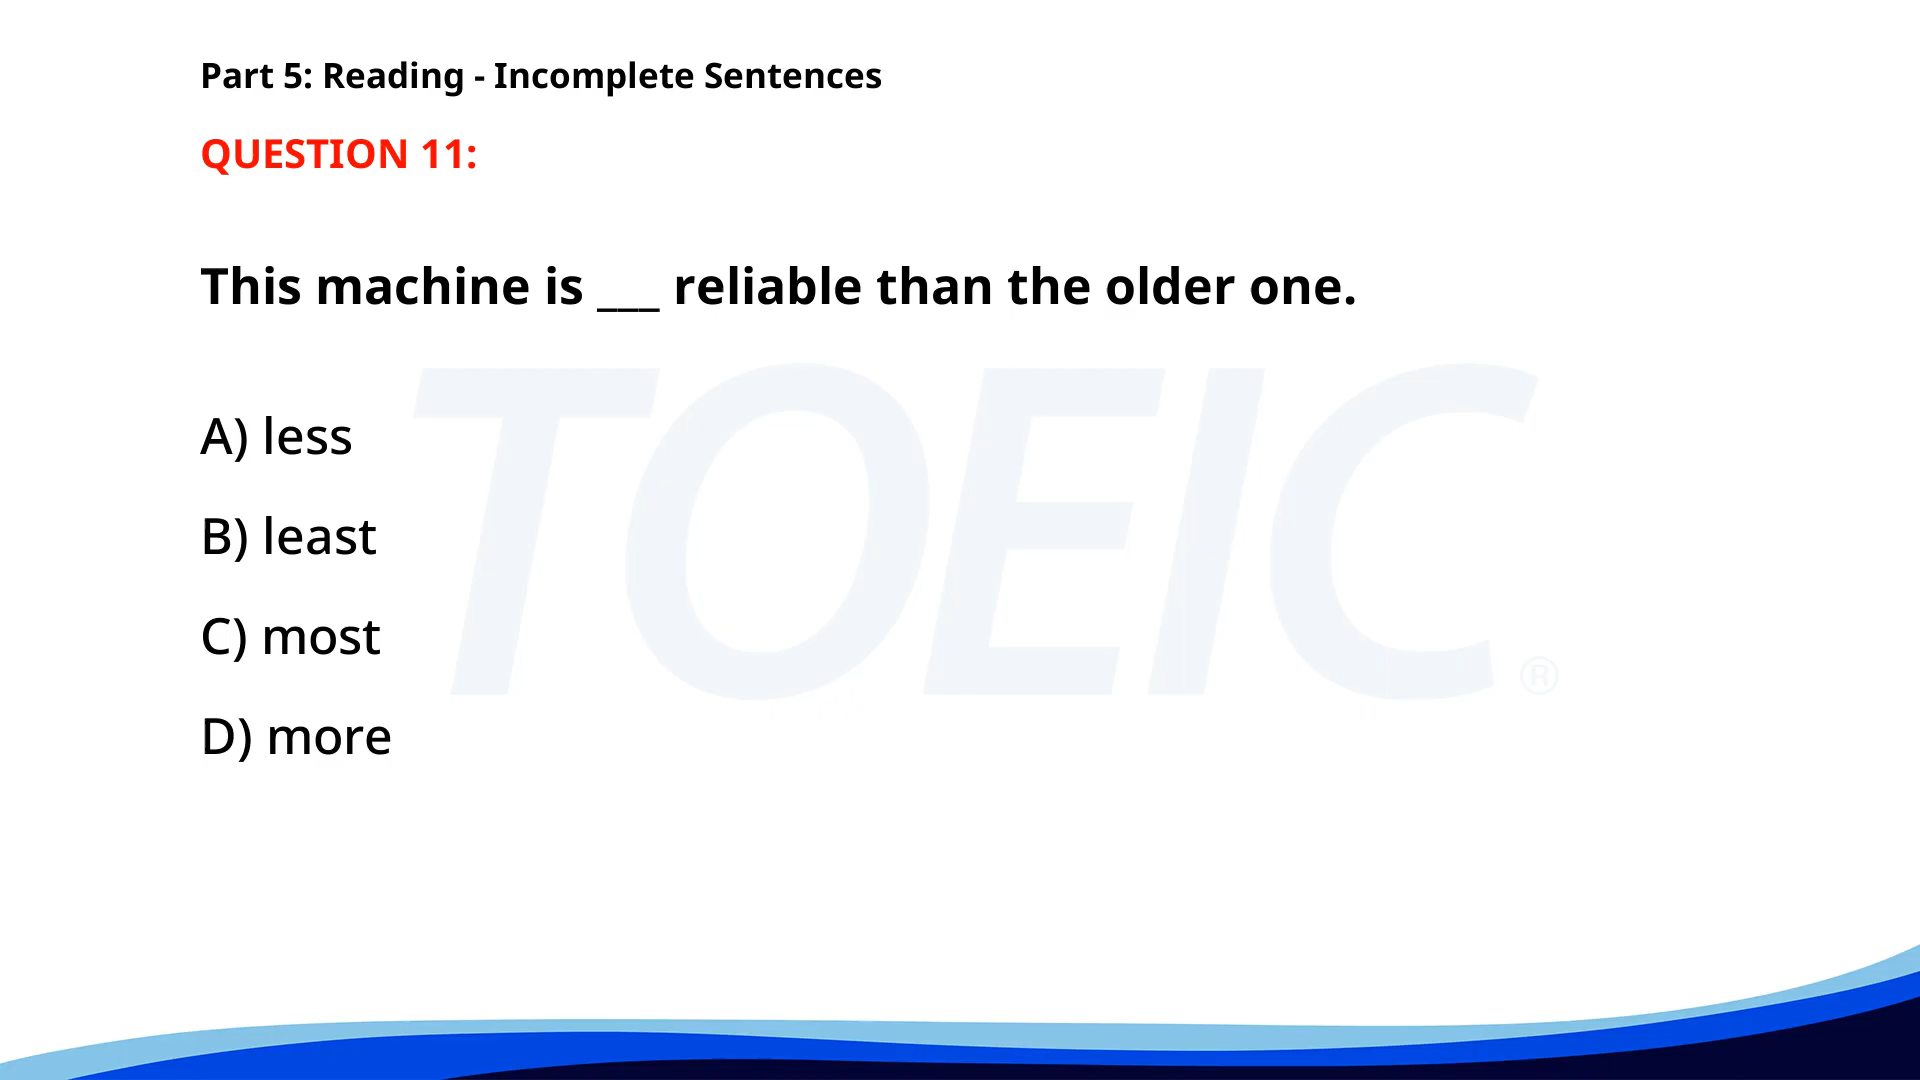 Part 5: Reading - Incomplete Sentences
QUESTION 11:
This machine is ___ reliable than the older one.
TOEIC®
A) less
B) least
C) most
D) more